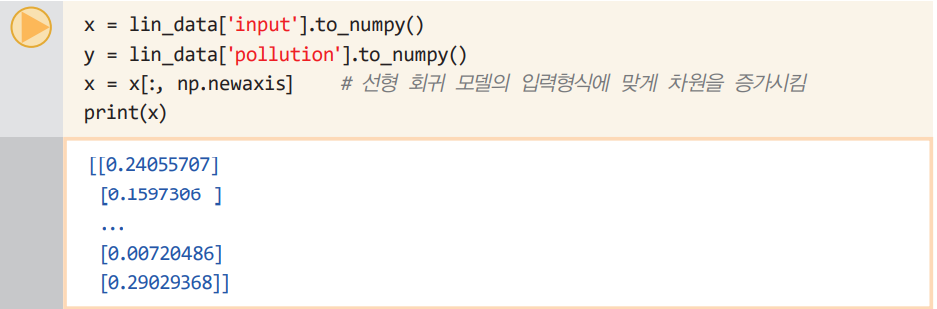 x = lin_data['input'].to_numpy()
y = lin_data['pollution'].to_numpy()
x = x[:, np.newaxis]    # 선형 회귀 모델의 입력형식에 맞게 차원을 증가시킴
print(x)
[[0.24055707]
 [0.1597306 ]
 ...
 [0.00720486]
 [0.29029368]]